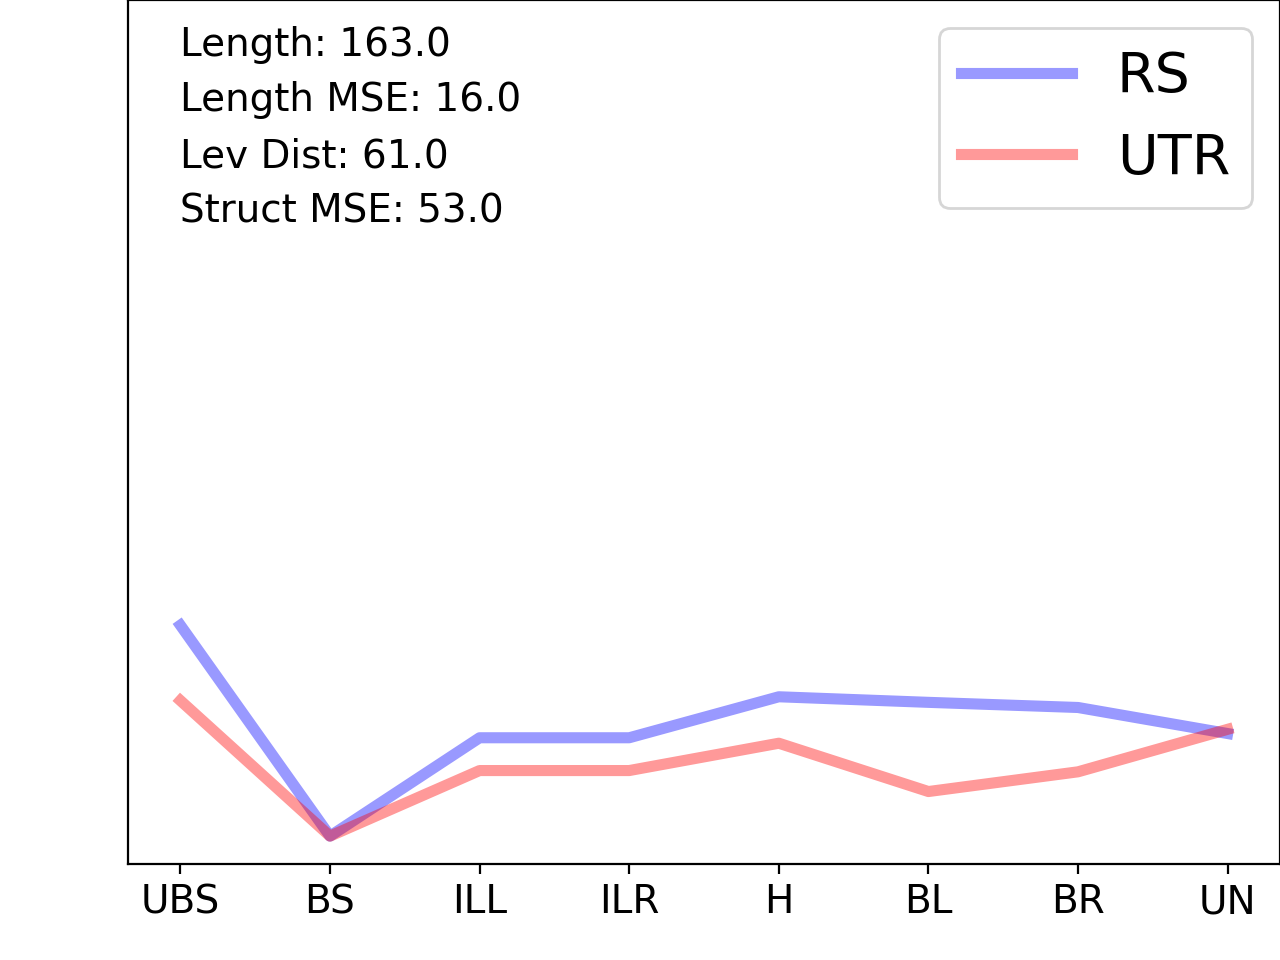 Length: 163.0
Length MSE: 16.0
Lev Dist: 61.0
Struct MSE: 53.0
RS
UTR
UBS BS ILL ILR H BL BR UN